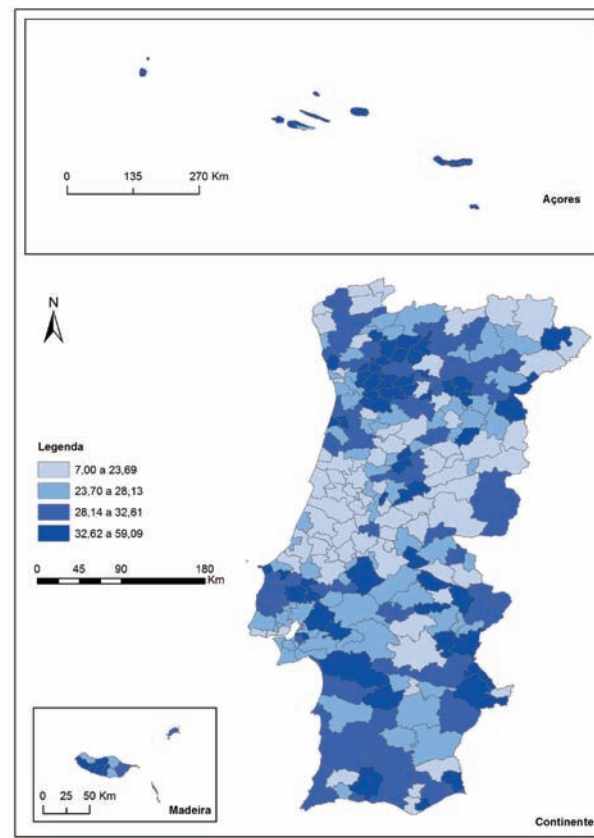 0 135 270 Km
Açores
N
Legenda
7,00 a 23,69
23,70 a 28,13
28,14 a 32,61
32,62 a 59,09
0 45 90 180
Km
0 25 50 Km
Madeira
Continente